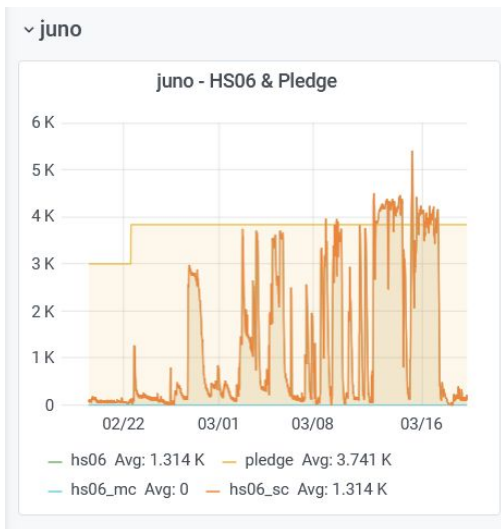 juno
juno - HS06 & Pledge
6 K
5 K
4 K
3 K
2 K
1 K
0
02/22 03/01 03/08 03/16
hs06 Avg: 1.314 K pledge Avg: 3.741 K
hs06_mc Avg: 0 hs06_sc Avg: 1.314 K